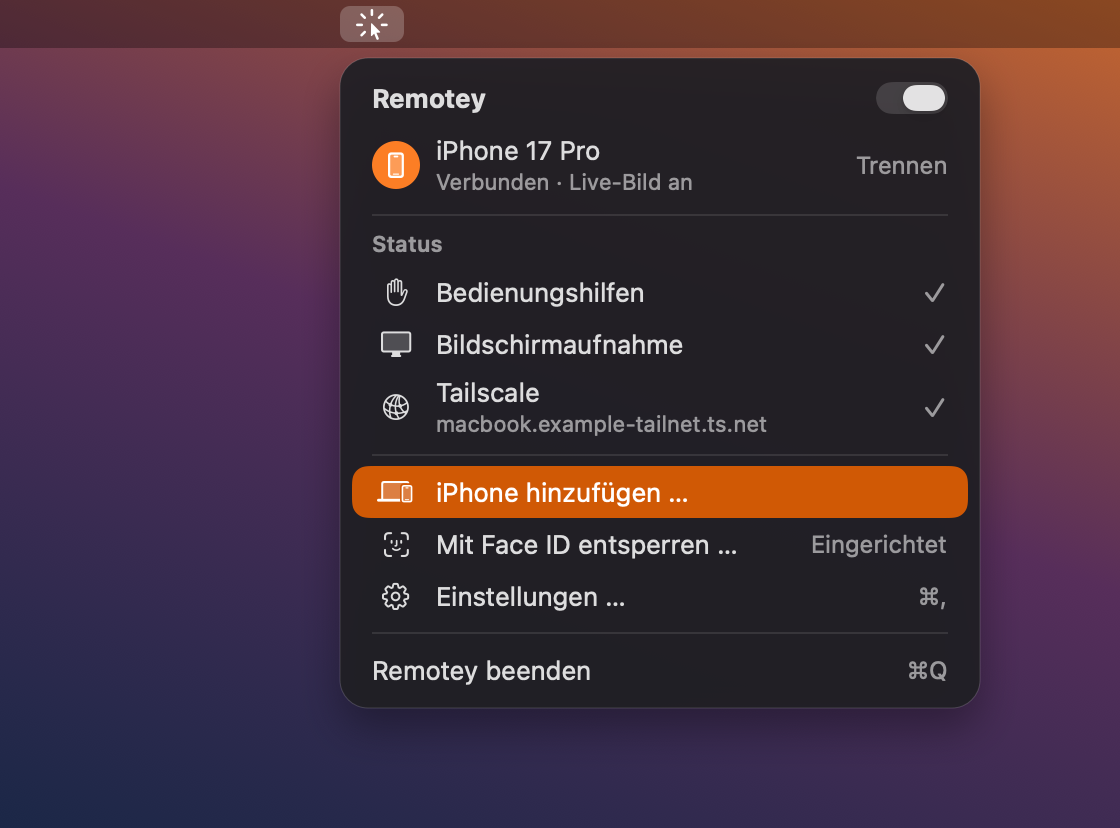 Remotey
iPhone 17 Pro
Verbunden · Live-Bild an
Trennen
Status
Bedienungshilfen
Bildschirmaufnahme
Tailscale
macbook.example-tailnet.ts.net
iPhone hinzufügen ...
Mit Face ID entsperren ... Eingerichtet
Einstellungen ... ⌘,
Remotey beenden ⌘Q